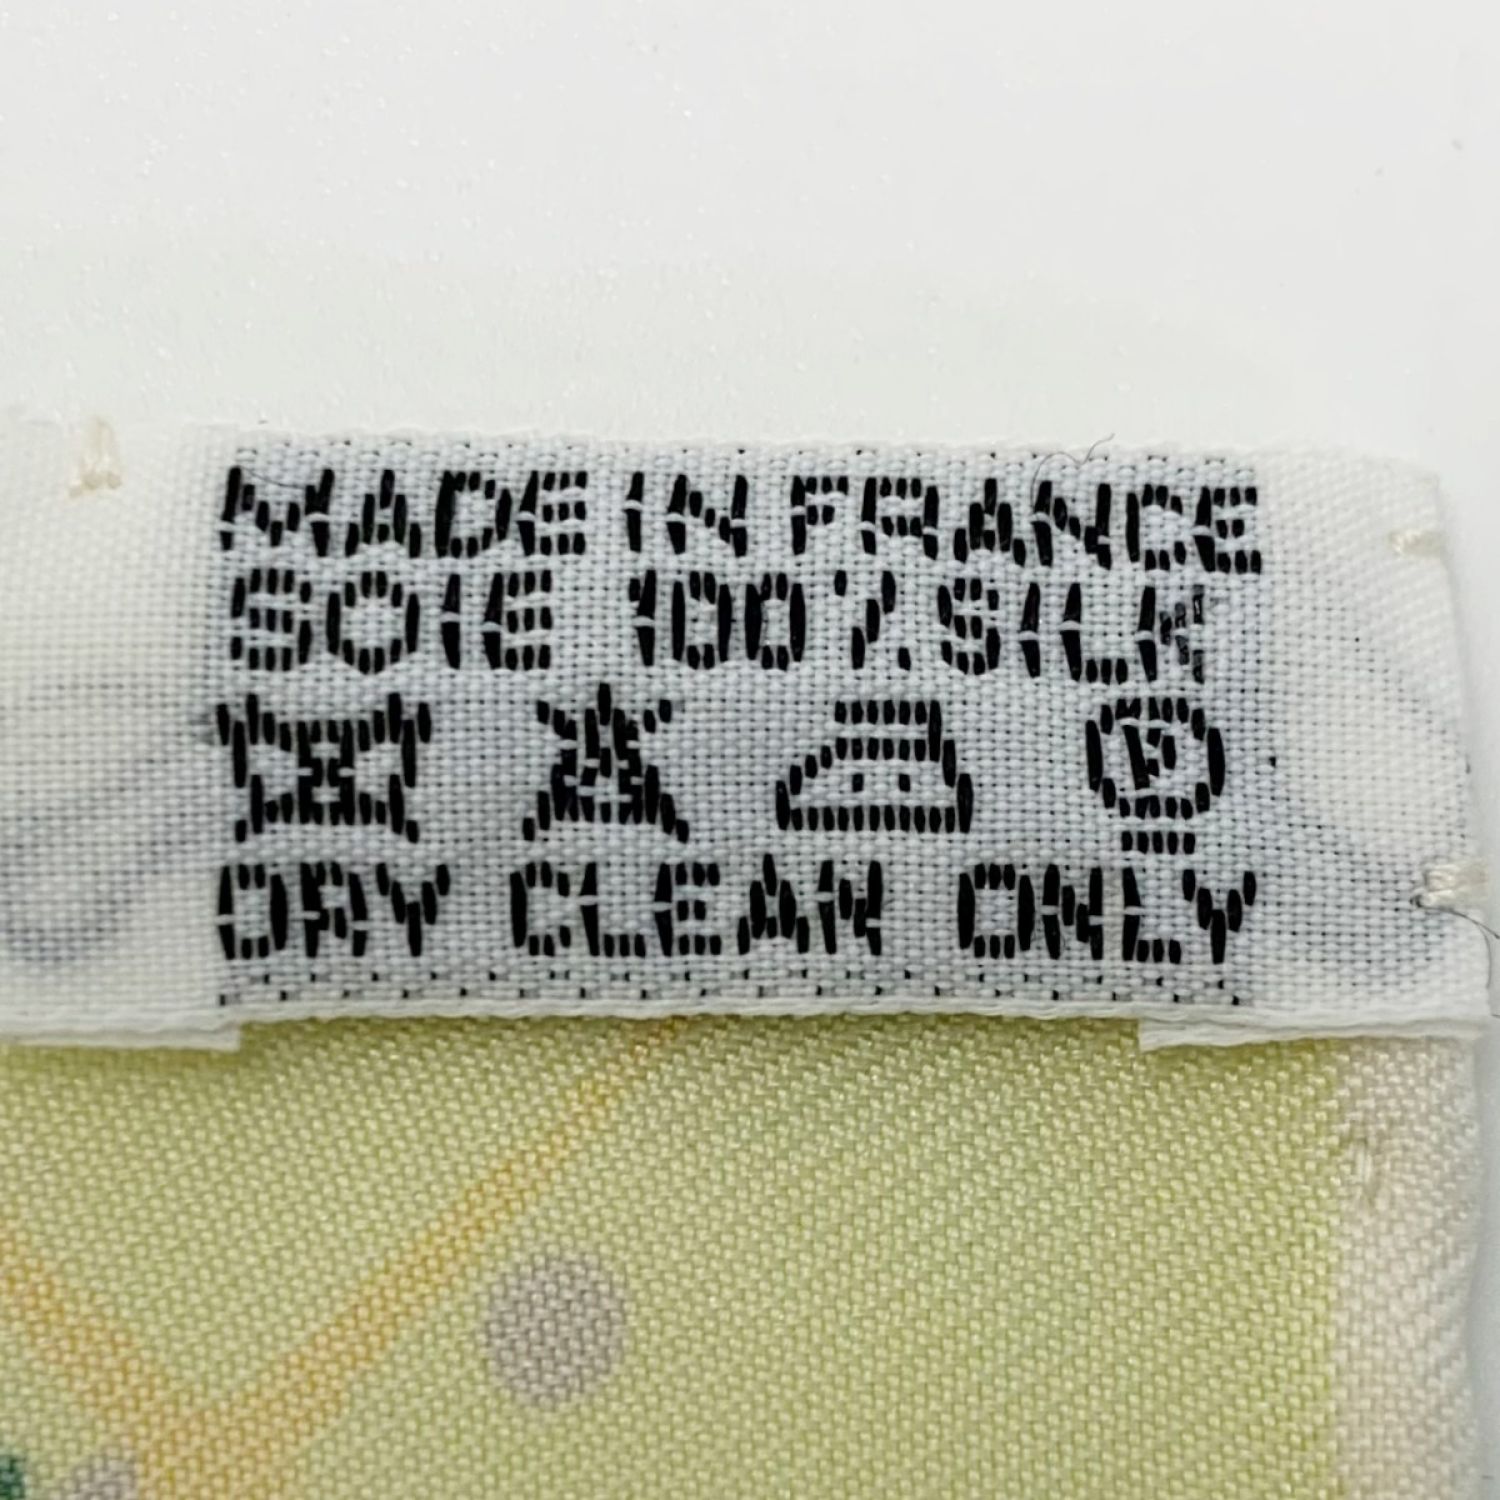 MADE IN FRANCE
SOIE 100% SILK
F
DRY CLEAN ONLY